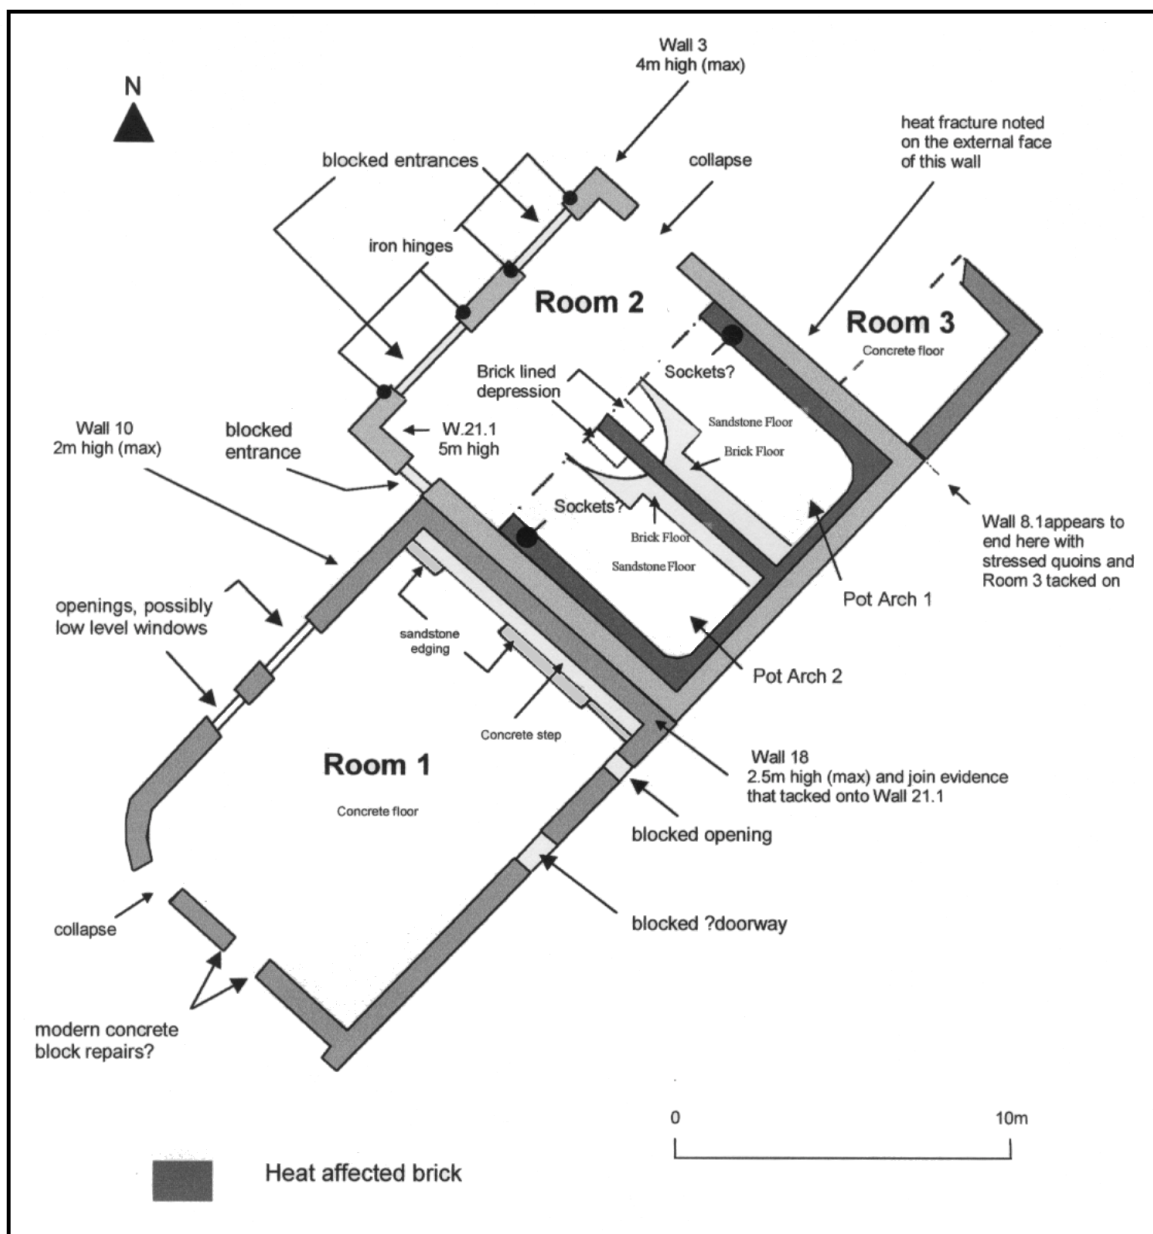 Wall 3
4m high (max)
N
heat fracture noted
on the external face
of this wall
blocked entrances
collapse
iron hinges
Room 2
Room 3
Concrete floor
Brick lined
depression
Sockets?
Sandstone Floor
Brick Floor
Wall 10
2m high (max)
blocked
entrance
W.21.1
5m high
Sockets?
Brick Floor
Sandstone Floor
Wall 8.1appears to
end here with
stressed quoins and
Room 3 tacked on
Pot Arch 1
openings, possibly
low level windows
sandstone
edging
Pot Arch 2
Concrete step
Room 1
Concrete floor
Wall 18
2.5m high (max) and join evidence
that tacked onto Wall 21.1
blocked opening
blocked ?doorway
collapse
modern concrete
block repairs?
0
10m
Heat affected brick